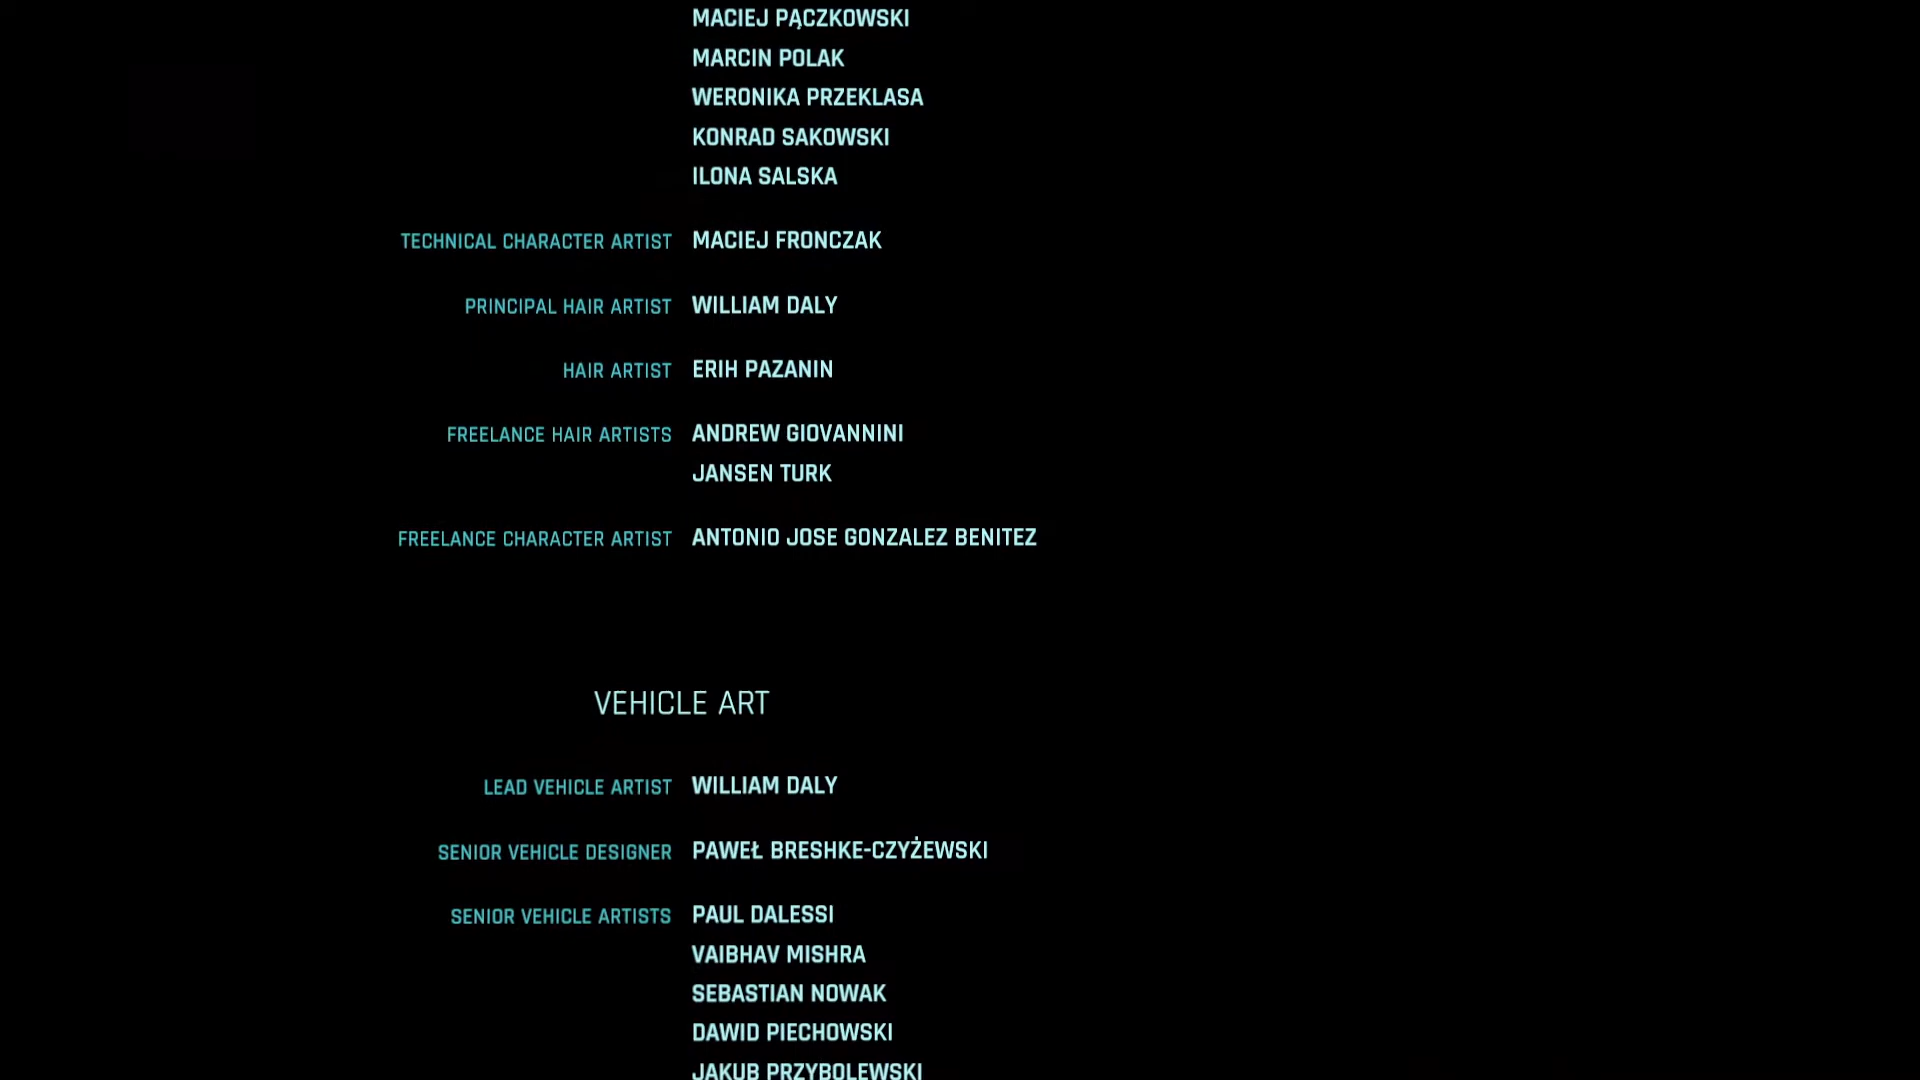 MACIEJ PĄCZKOWSKI
MARCIN POLAK
WERONIKA PRZEKLASA
KONRAD SAKOWSKI
ILONA SALSKA
TECHNICAL CHARACTER ARTIST MACIEJ FRONCZAK
PRINCIPAL HAIR ARTIST WILLIAM DALY
HAIR ARTIST ERIH PAZANIN
FREELANCE HAIR ARTISTS ANDREW GIOVANNINI
JANSEN TURK
FREELANCE CHARACTER ARTIST ANTONIO JOSE GONZALEZ BENITEZ
VEHICLE ART
LEAD VEHICLE ARTIST WILLIAM DALY
SENIOR VEHICLE DESIGNER PAWEŁ BRESHKE-CZYŻEWSKI
SENIOR VEHICLE ARTISTS PAUL DALESSI
VAIBHAV MISHRA
SEBASTIAN NOWAK
DAWID PIECHOWSKI
JAKUB PRZYBOLEWSKI